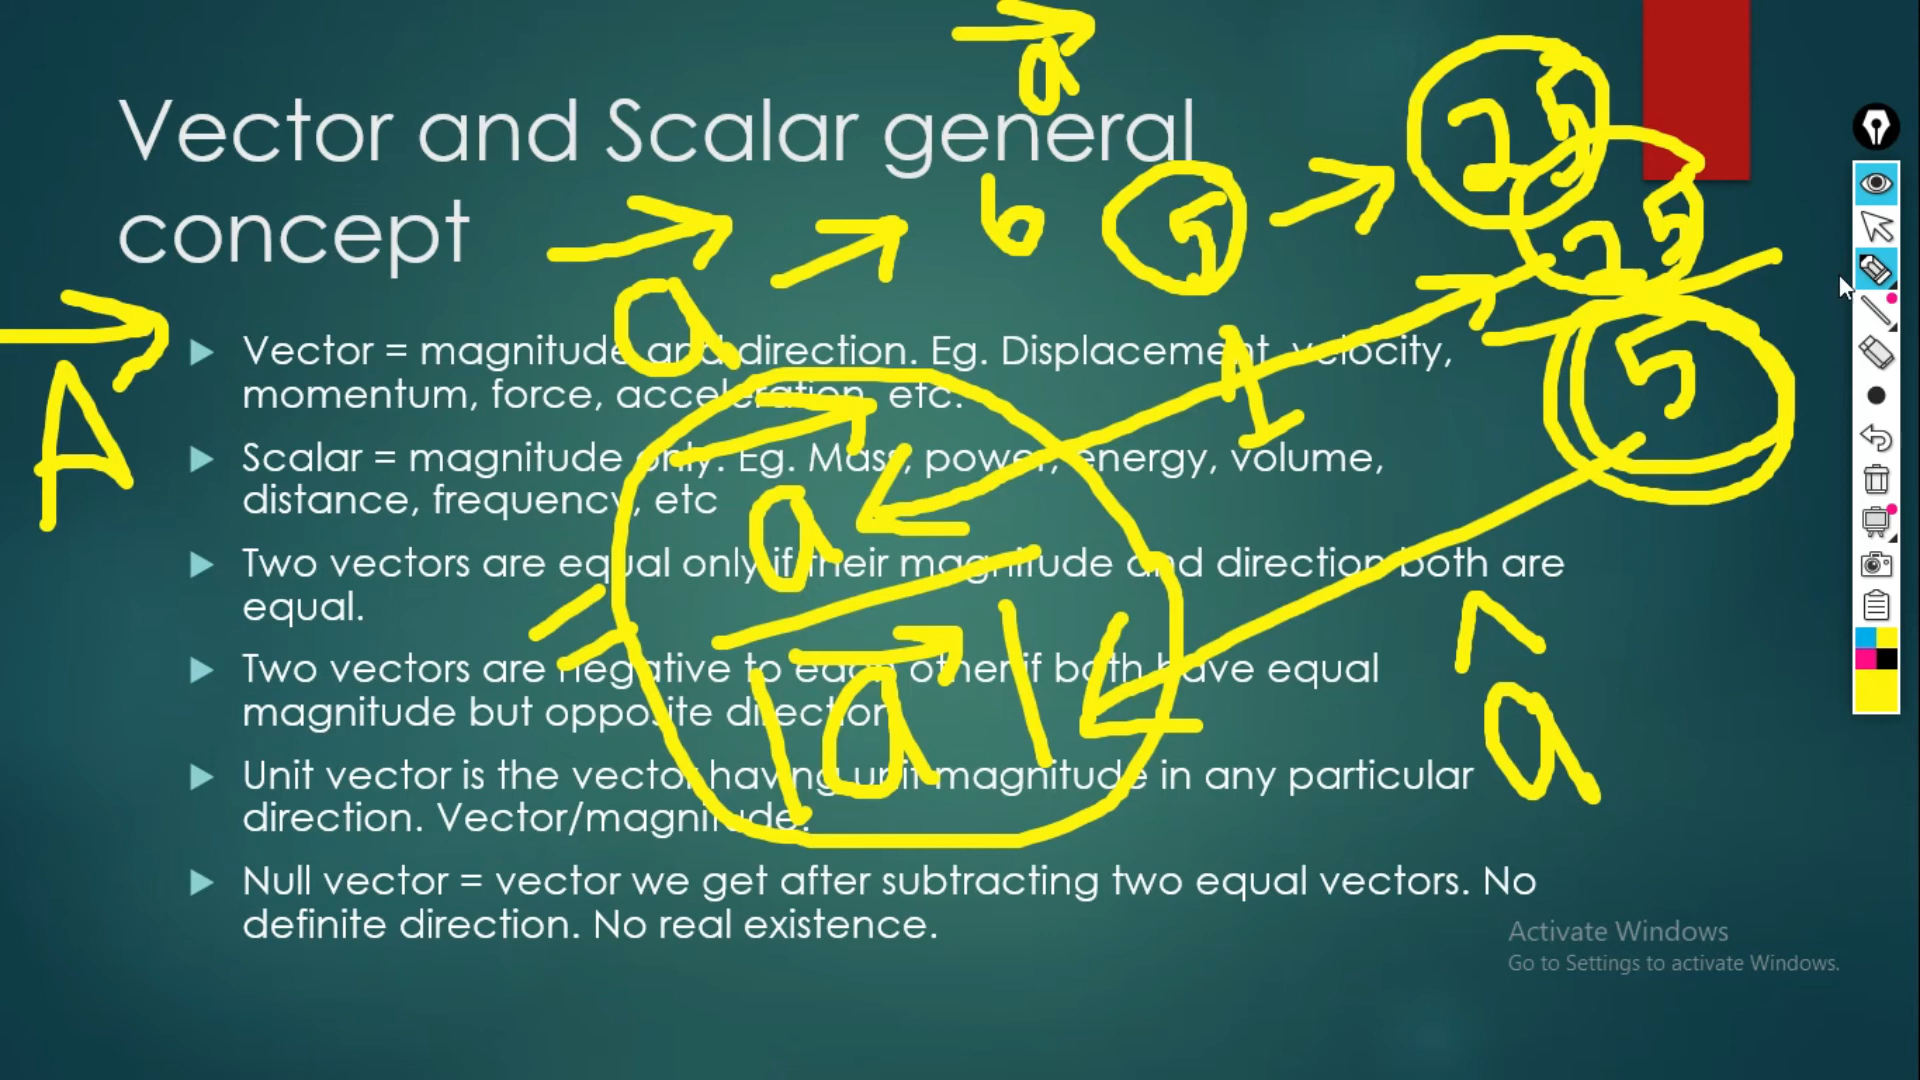 Vector and Scalar general
concept
Vector = magnitude and direction. Eg. Displacement, velocity,
momentum, force, acceleration, etc.
Scalar = magnitude only. Eg. Mass, power, energy, volume,
distance, frequency, etc
Two vectors are equal only if their magnitude and direction both are
equal.
Two vectors are negative to each other if both have equal
magnitude but opposite direction
Unit vector is the vector having unit magnitude in any particular
direction. Vector/magnitude.
Null vector = vector we get after subtracting two equal vectors. No
definite direction. No real existence.
a
a
b
5
25
25
5
A
1
a
|a|
=
â
Activate Windows
Go to Settings to activate Windows.